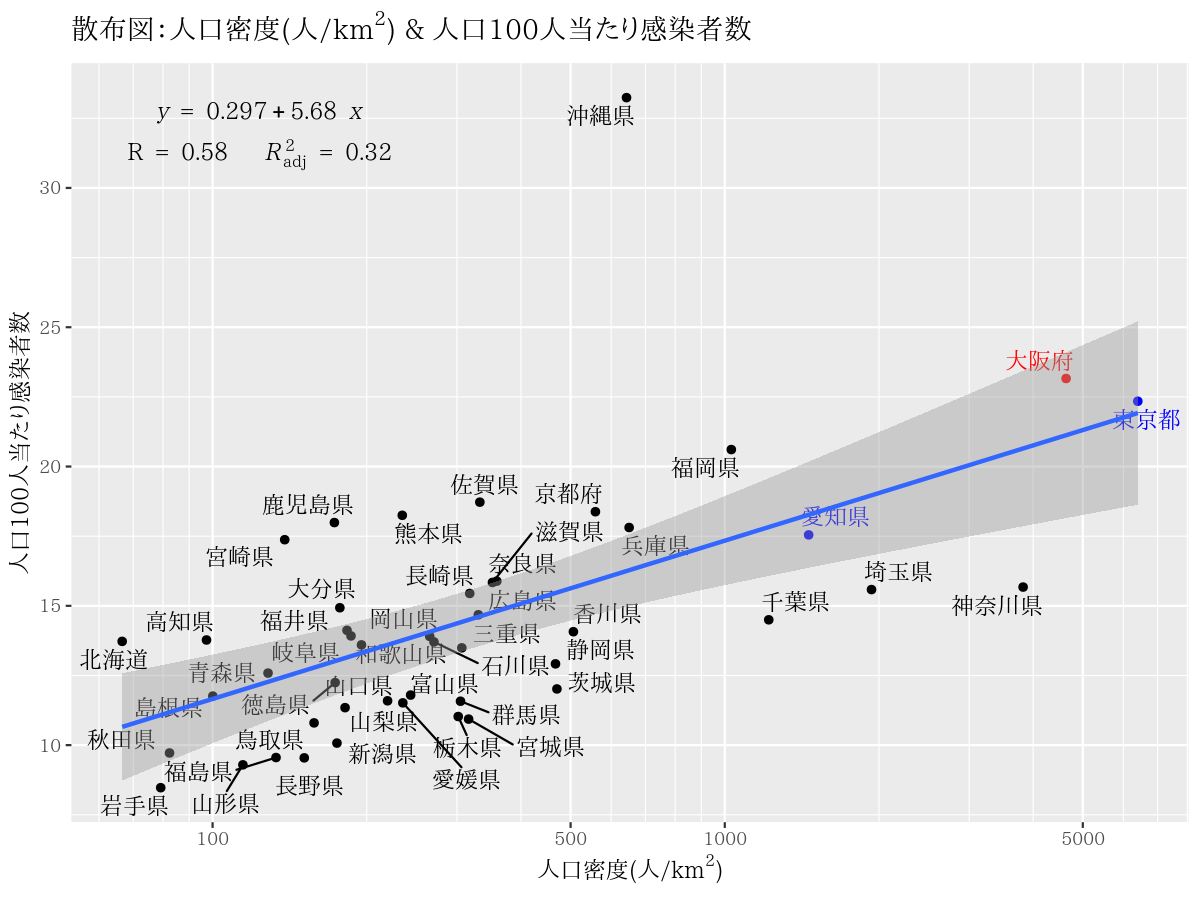 散布図：人口密度(人/km²) & 人口100人当たり感染者数
y = 0.297 + 5.68 x
R = 0.58 R²adj = 0.32
人口100人当たり感染者数
30
25
20
15
10
沖縄県
大阪府
東京都
福岡県
佐賀県
京都府
鹿児島県
熊本県
滋賀県
愛知県
宮崎県
兵庫県
長崎県
奈良県
埼玉県
大分県
広島県
千葉県
神奈川県
高知県
福井県
岡山県
香川県
三重県
北海道
岐阜県
和歌山県
静岡県
石川県
青森県
山口県
富山県
茨城県
島根県
徳島県
山梨県
群馬県
秋田県
鳥取県
新潟県
栃木県
宮城県
福島県
長野県
愛媛県
岩手県
山形県
100
500
1000
5000
人口密度(人/km²)